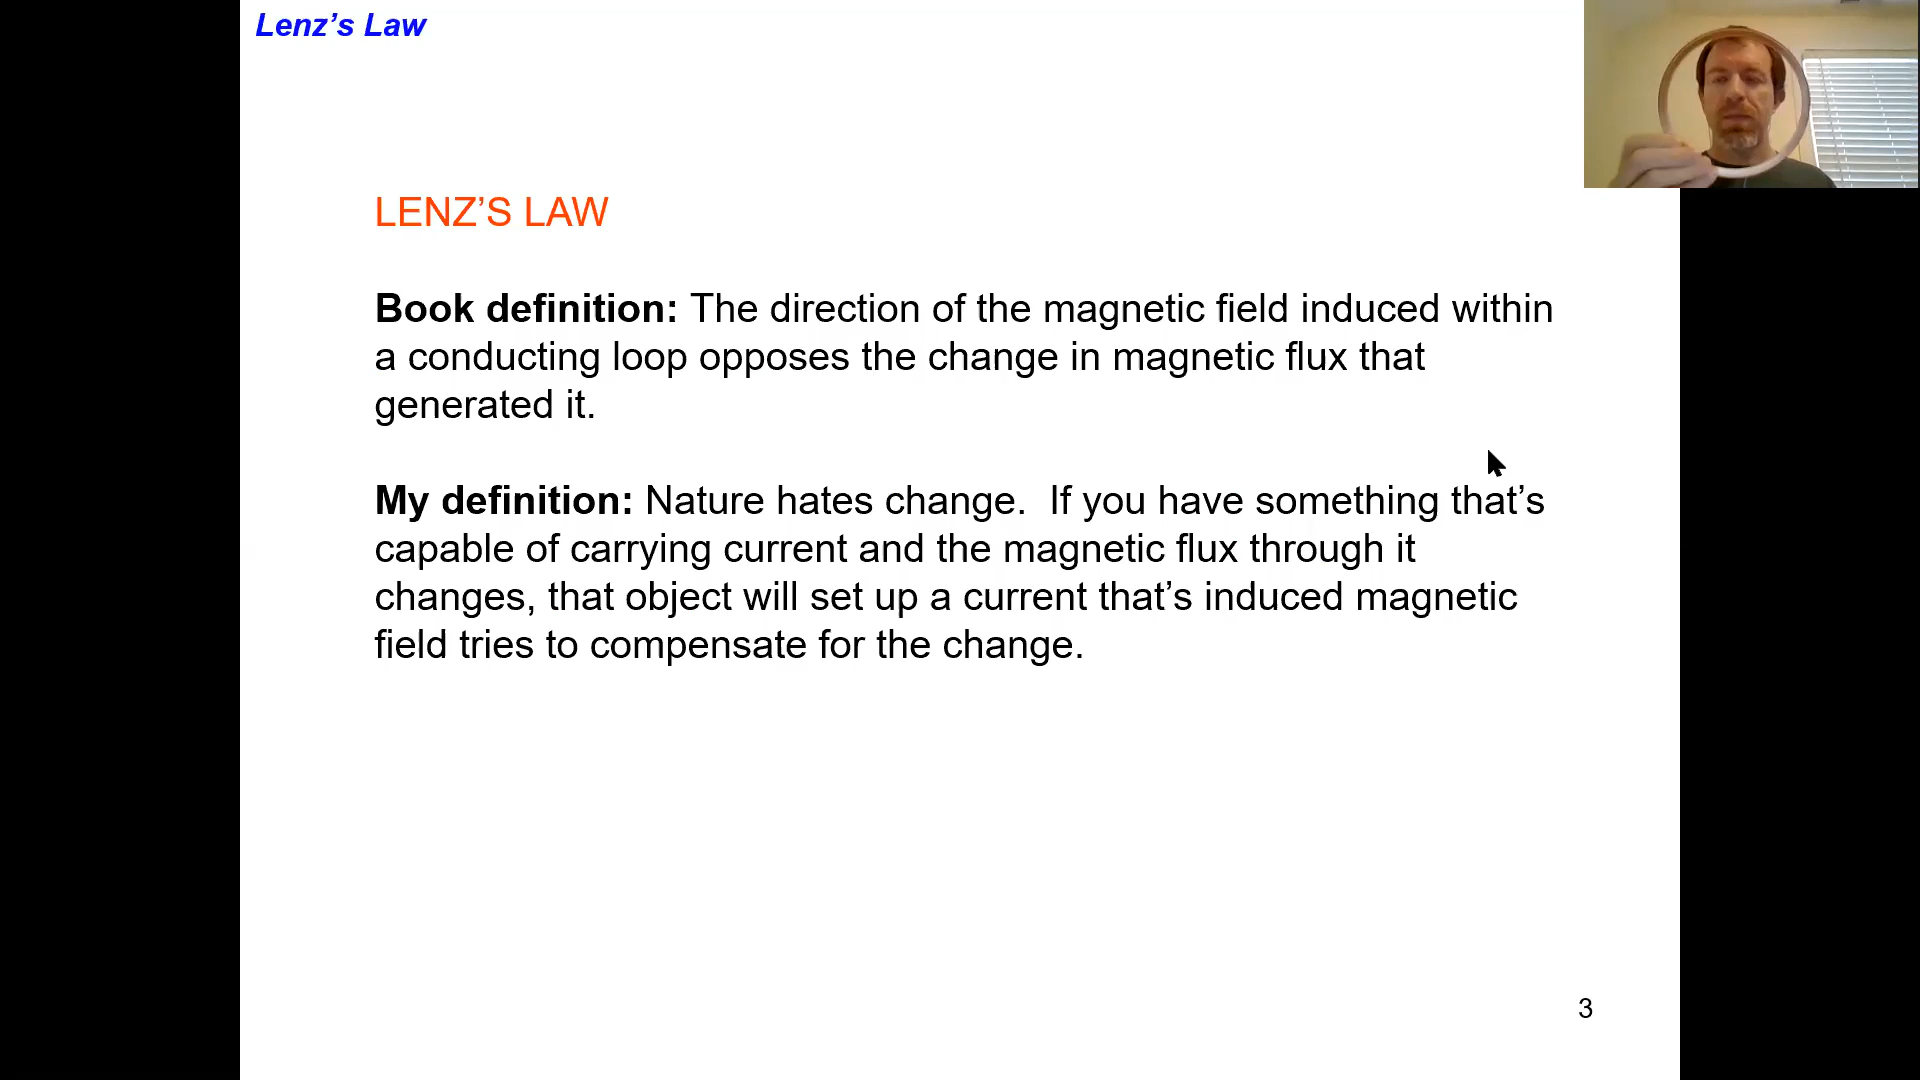 Lenz’s Law
LENZ’S LAW
Book definition: The direction of the magnetic field induced within
a conducting loop opposes the change in magnetic flux that
generated it.
My definition: Nature hates change.  If you have something that’s
capable of carrying current and the magnetic flux through it
changes, that object will set up a current that’s induced magnetic
field tries to compensate for the change.
3